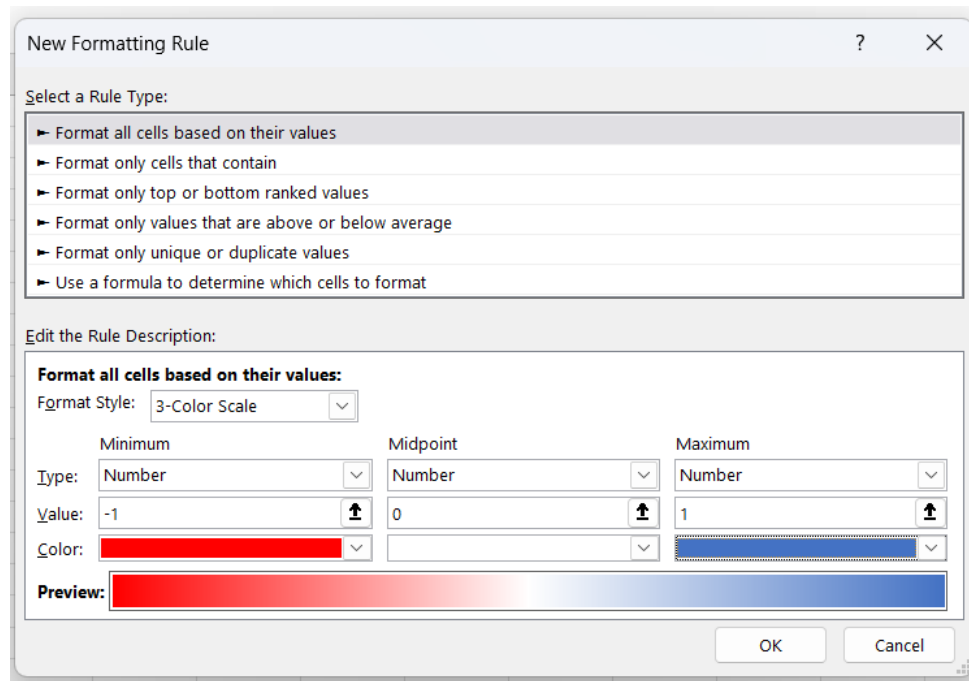 New Formatting Rule ?
Select a Rule Type:
► Format all cells based on their values
► Format only cells that contain
► Format only top or bottom ranked values
► Format only values that are above or below average
► Format only unique or duplicate values
► Use a formula to determine which cells to format
Edit the Rule Description:
Format all cells based on their values:
Format Style: 3-Color Scale
Minimum Midpoint Maximum
Type: Number Number Number
Value: -1 0 1
Color:
Preview:
OK Cancel